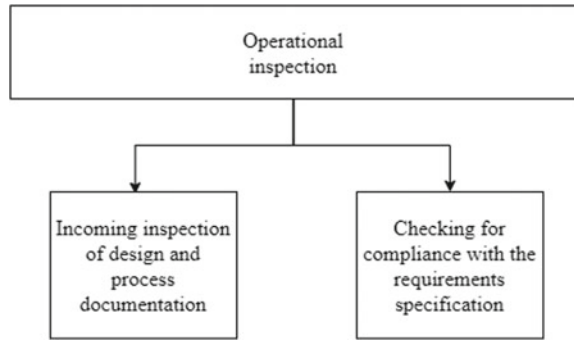 Operational
inspection
Incoming inspection
of design and
process
documentation
Checking for
compliance with the
requirements
specification